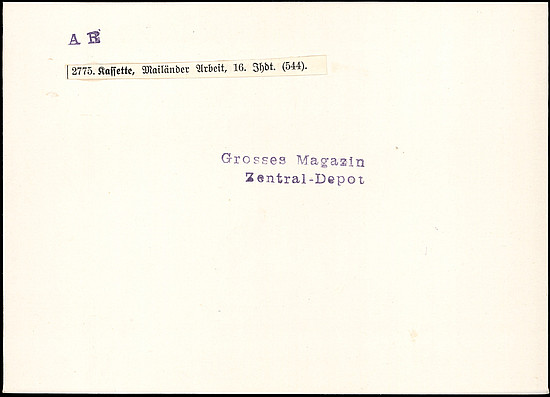 A R
2775. Kassette, Mailänder Arbeit, 16. Jhdt. (544).
Grosses Magazin
Zentral-Depot